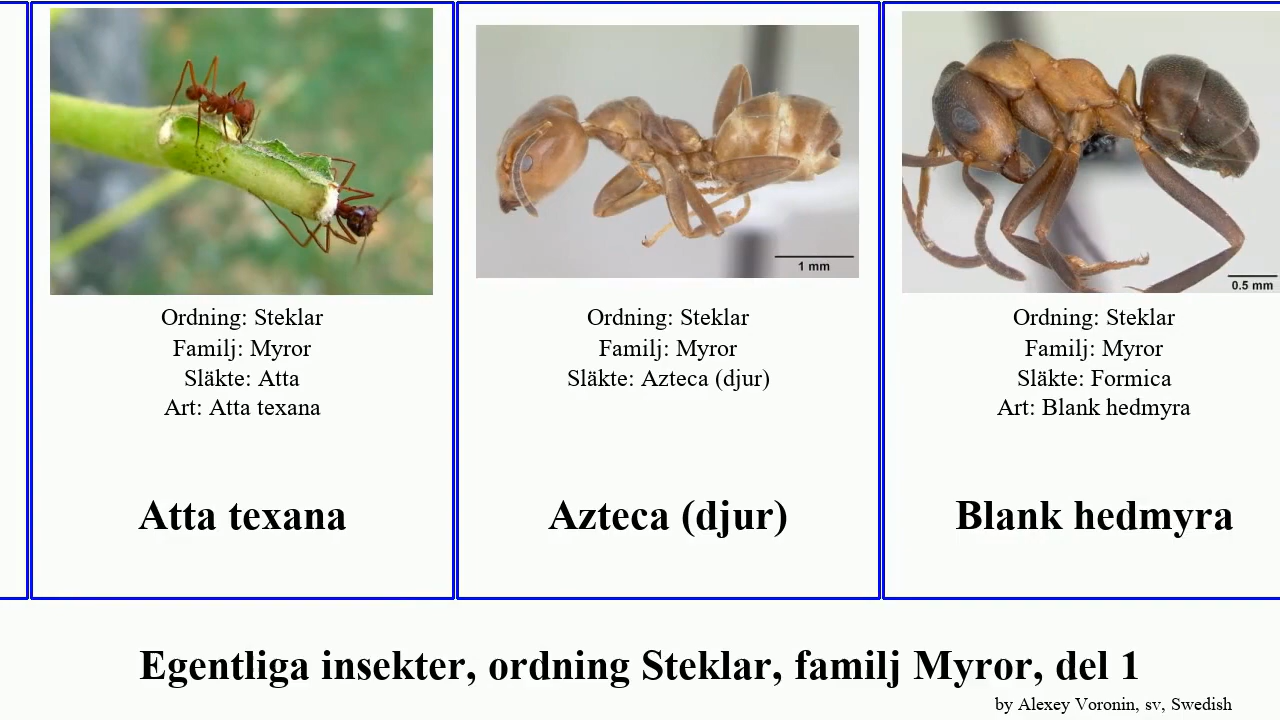 Ordning: Steklar
Familj: Myror
Släkte: Atta
Art: Atta texana
Atta texana
1 mm
Ordning: Steklar
Familj: Myror
Släkte: Azteca (djur)
Azteca (djur)
0.5 mm
Ordning: Steklar
Familj: Myror
Släkte: Formica
Art: Blank hedmyra
Blank hedmyra
Egentliga insekter, ordning Steklar, familj Myror, del 1
by Alexey Voronin, sv, Swedish